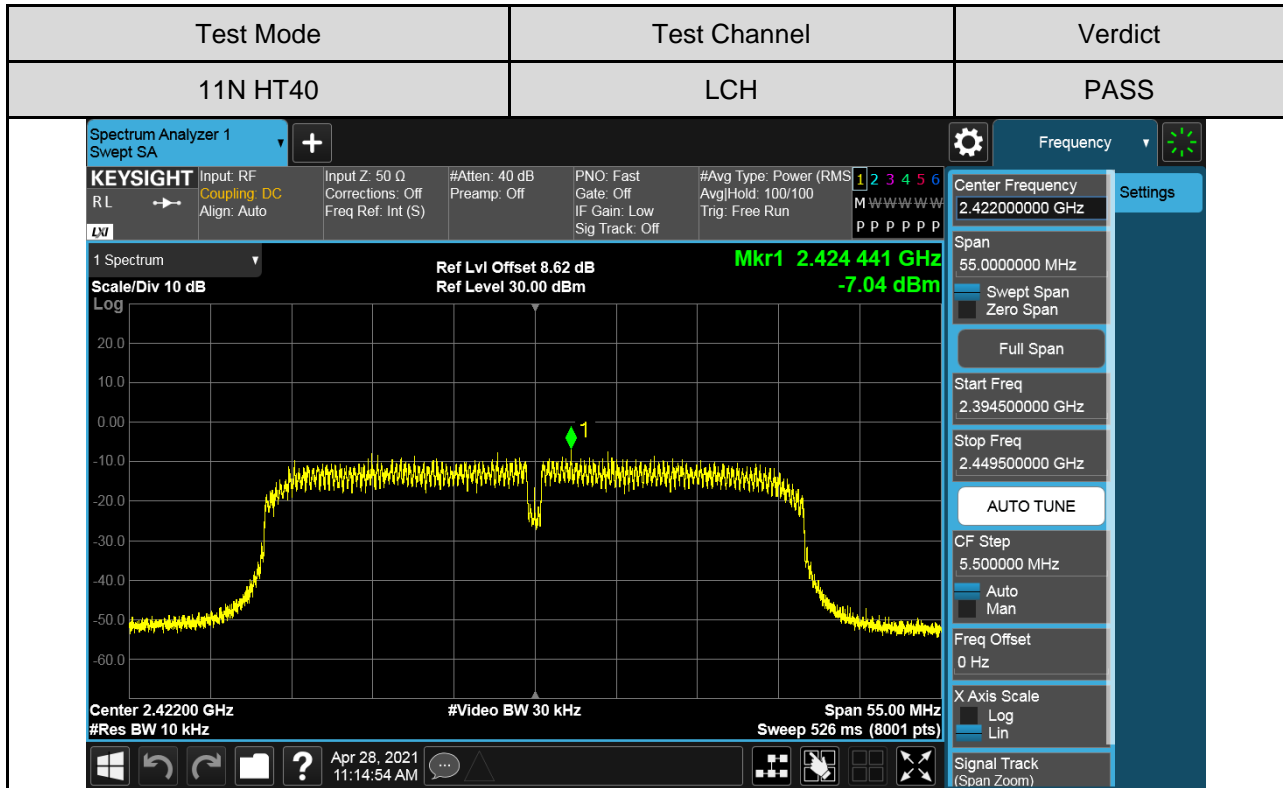 Test Mode Test Channel Verdict
11N HT40 LCH PASS
Spectrum Analyzer 1
Swept SA
+
Frequency
KEYSIGHT
R L
LXI
Input: RF
Coupling: DC
Align: Auto
Input Z: 50 Ω
Corrections: Off
Freq Ref: Int (S)
#Atten: 40 dB
Preamp: Off
PNO: Fast
Gate: Off
IF Gain: Low
Sig Track: Off
#Avg Type: Power (RMS
Avg|Hold: 100/100
Trig: Free Run
1 2 3 4 5 6
M W W W W W
P P P P P P
1 Spectrum
Scale/Div 10 dB
Ref Lvl Offset 8.62 dB
Ref Level 30.00 dBm
Mkr1 2.424 441 GHz
-7.04 dBm
Log
20.0
10.0
0.00
-10.0
-20.0
-30.0
-40.0
-50.0
-60.0
1
Center 2.42200 GHz
#Res BW 10 kHz
#Video BW 30 kHz
Span 55.00 MHz
Sweep 526 ms (8001 pts)
Center Frequency
2.422000000 GHz
Settings
Span
55.0000000 MHz
Swept Span
Zero Span
Full Span
Start Freq
2.394500000 GHz
Stop Freq
2.449500000 GHz
AUTO TUNE
CF Step
5.500000 MHz
Auto
Man
Freq Offset
0 Hz
X Axis Scale
Log
Lin
Signal Track
(Span Zoom)
?
Apr 28, 2021
11:14:54 AM